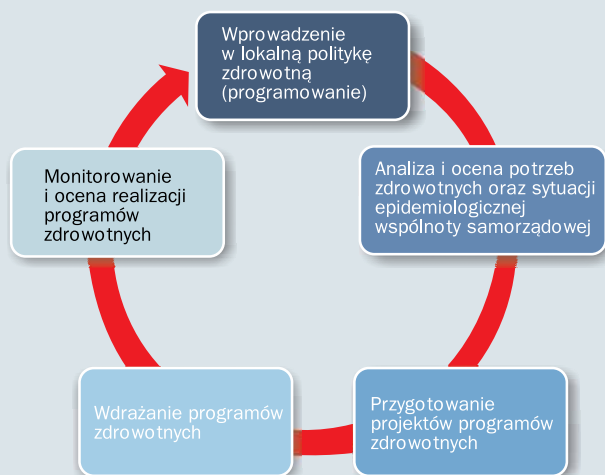 Wprowadzenie
w lokalną politykę
zdrowotną
(programowanie)
Analiza i ocena potrzeb
zdrowotnych oraz sytuacji
epidemiologicznej
wspólnoty samorządowej
Przygotowanie
projektów programów
zdrowotnych
Wdrażanie programów
zdrowotnych
Monitorowanie
i ocena realizacji
programów
zdrowotnych